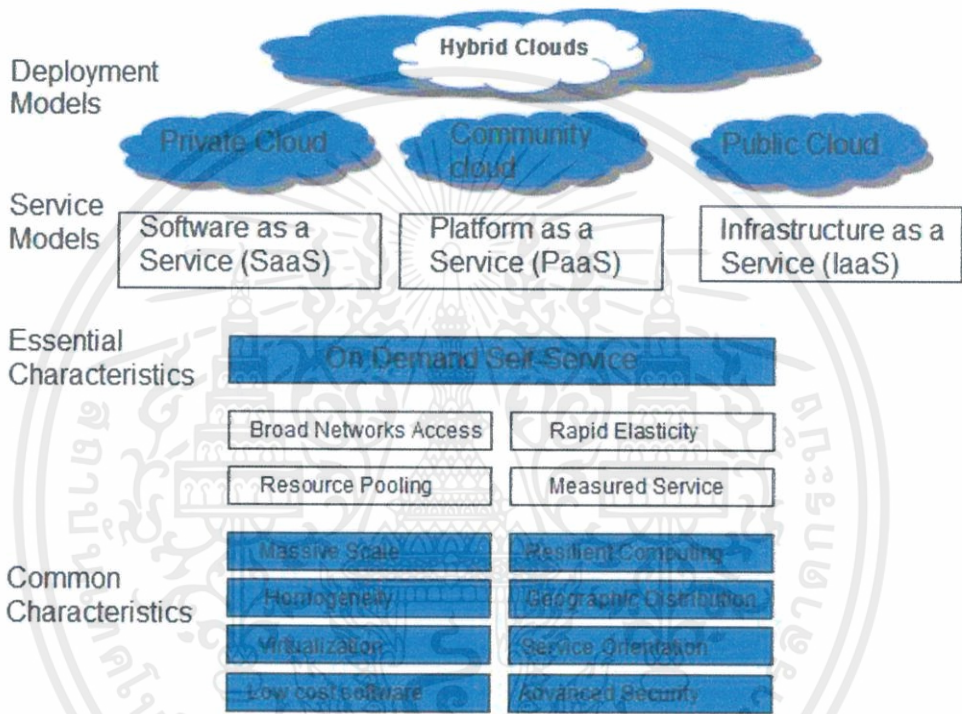 Hybrid Clouds
Deployment
Models
Private Cloud
Community
cloud
Public Cloud
Service
Models
Software as a
Service (SaaS)
Platform as a
Service (PaaS)
Infrastructure as a
Service (IaaS)
Essential
Characteristics
On Demand Self-Service
Broad Networks Access
Rapid Elasticity
Resource Pooling
Measured Service
Common
Characteristics
Massive Scale
Resilient Computing
Homogeneity
Geographic Distribution
Virtualization
Service Orientation
Low cost software
Advanced Security